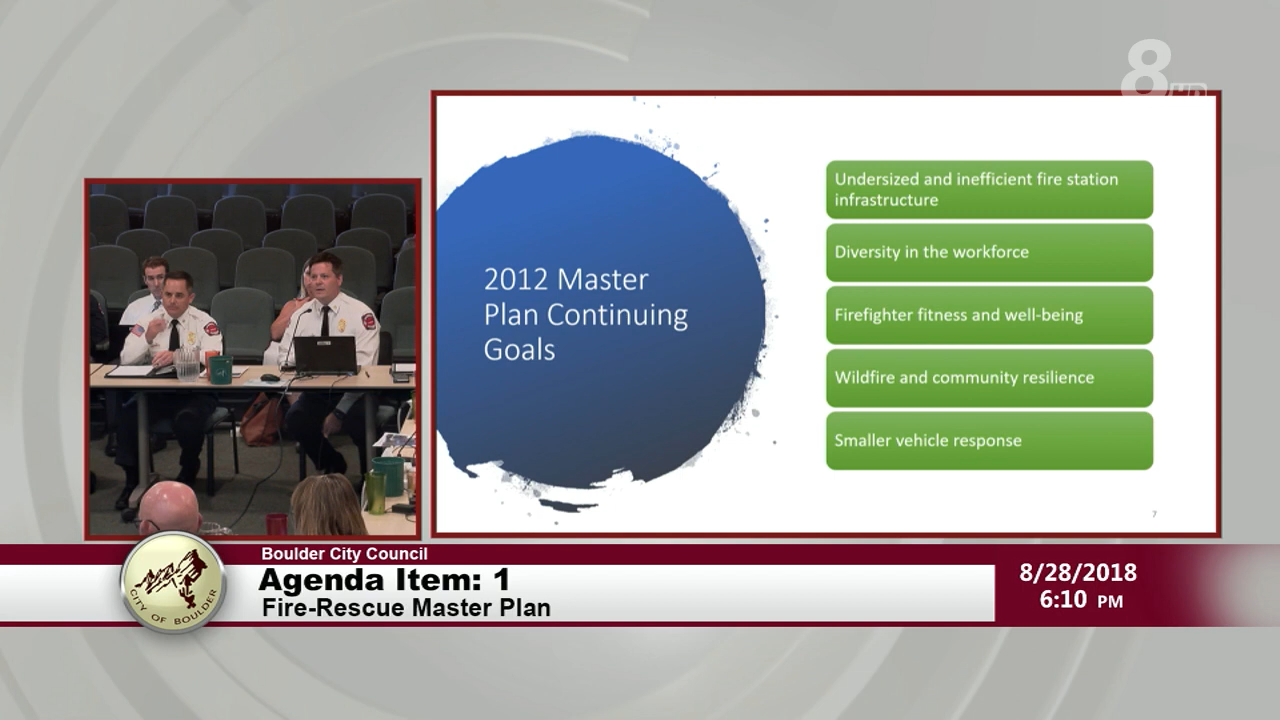 8HD
2012 Master
Plan Continuing
Goals
Undersized and inefficient fire station
infrastructure
Diversity in the workforce
Firefighter fitness and well-being
Wildfire and community resilience
Smaller vehicle response
7
Boulder City Council
Agenda Item: 1
Fire-Rescue Master Plan
CITY OF BOULDER
8/28/2018
6:10 PM